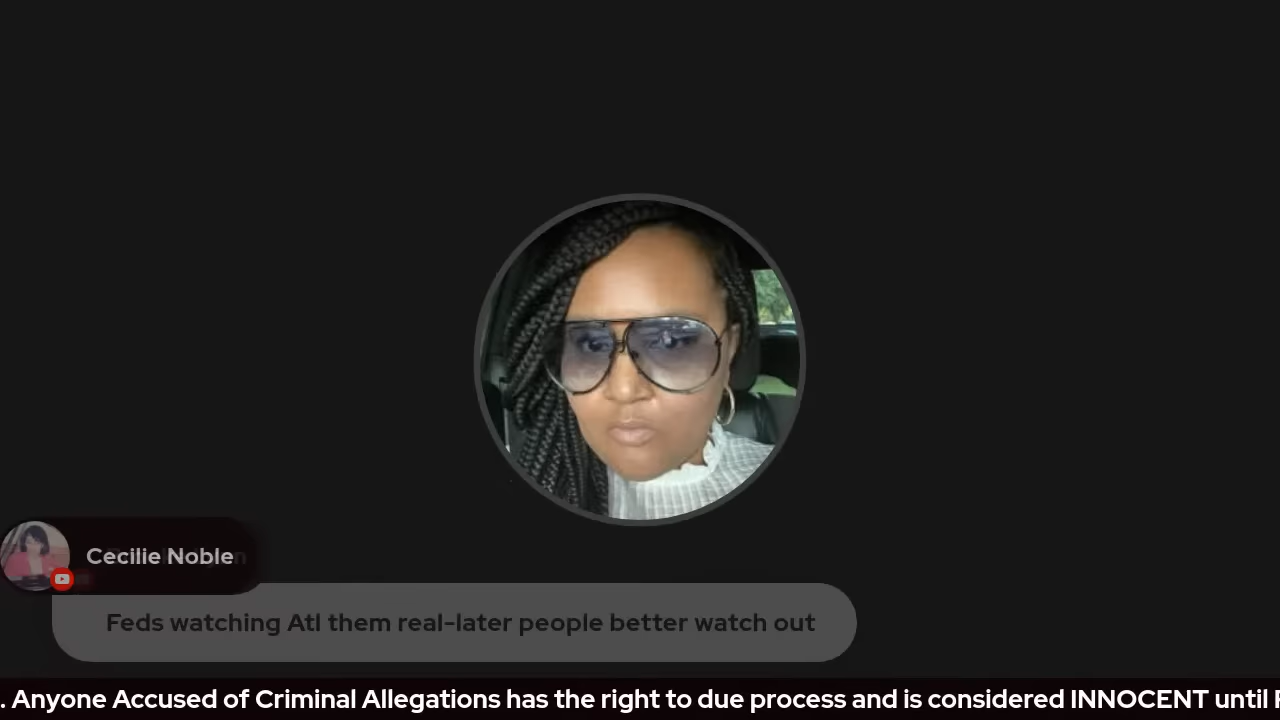 Cecilie Noble
Feds watching Atl them real-later people better watch out
. Anyone Accused of Criminal Allegations has the right to due process and is considered INNOCENT until